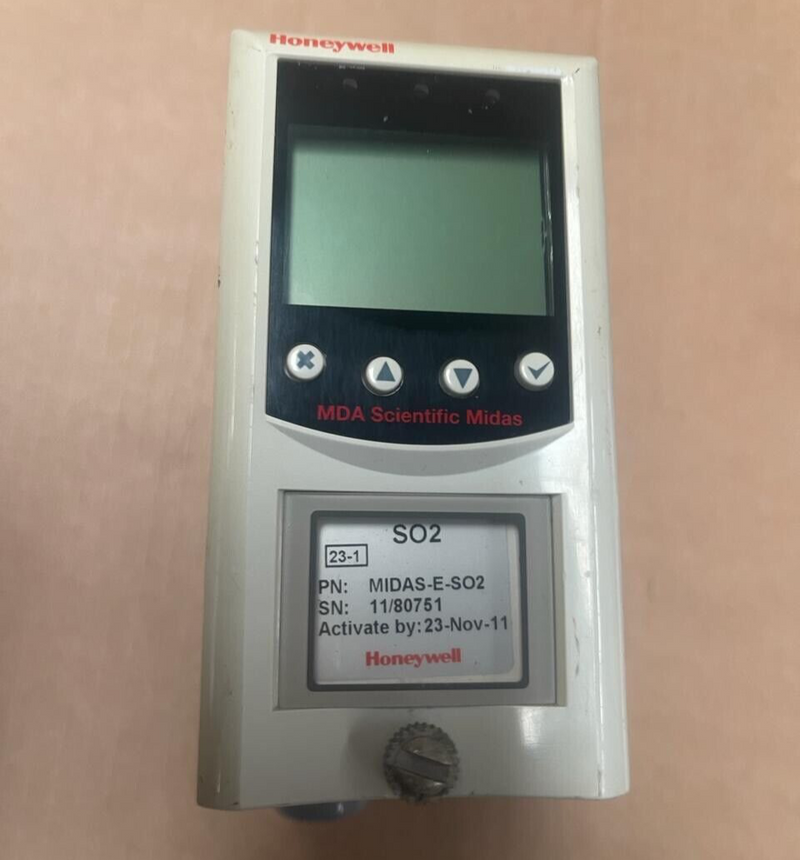 Honeywell
MDA Scientific Midas
SO2
23-1
PN: MIDAS-E-SO2
SN: 11/80751
Activate by: 23-Nov-11
Honeywell